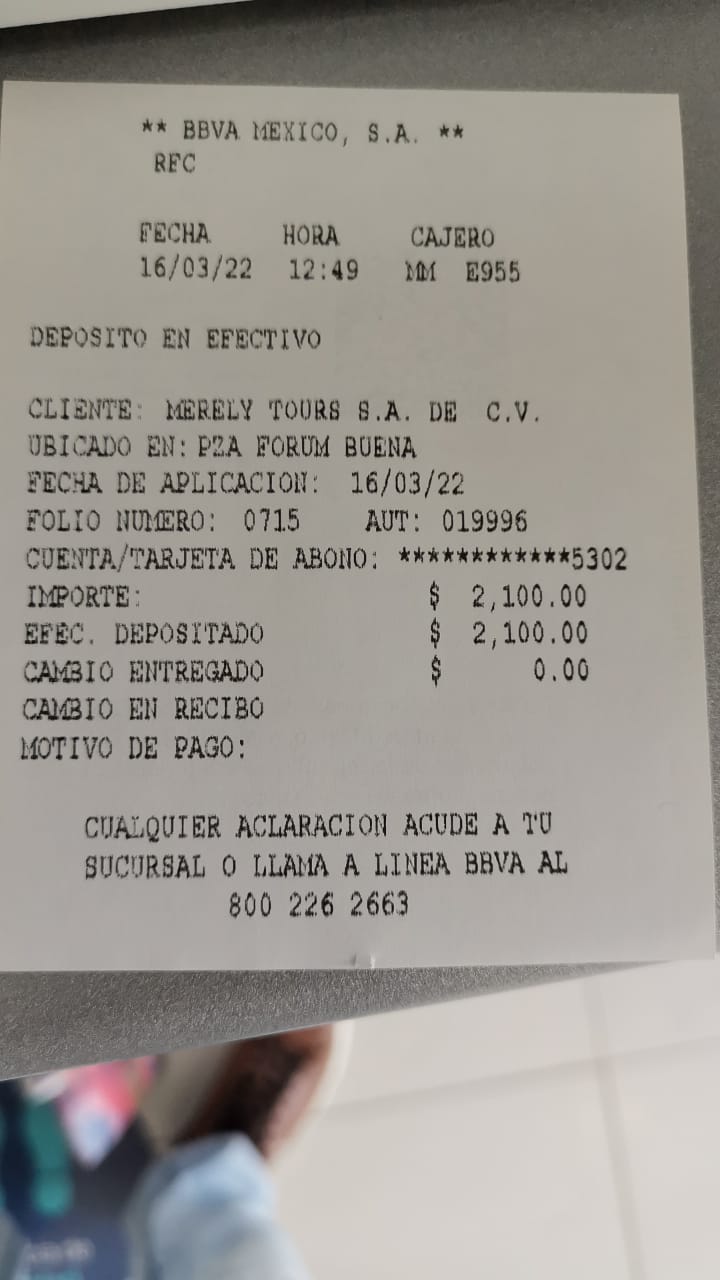 ** BBVA MEXICO, S.A. **
RFC
FECHA HORA CAJERO
16/03/22 12:49 MM E955
DEPOSITO EN EFECTIVO
CLIENTE: MERELY TOURS S.A. DE C.V.
UBICADO EN: PZA FORUM BUENA
FECHA DE APLICACION: 16/03/22
FOLIO NUMERO: 0715 AUT: 019996
CUENTA/TARJETA DE ABONO: ************5302
IMPORTE: $ 2,100.00
EFEC. DEPOSITADO $ 2,100.00
CAMBIO ENTREGADO $ 0.00
CAMBIO EN RECIBO
MOTIVO DE PAGO:
CUALQUIER ACLARACION ACUDE A TU
SUCURSAL O LLAMA A LINEA BBVA AL
800 226 2663